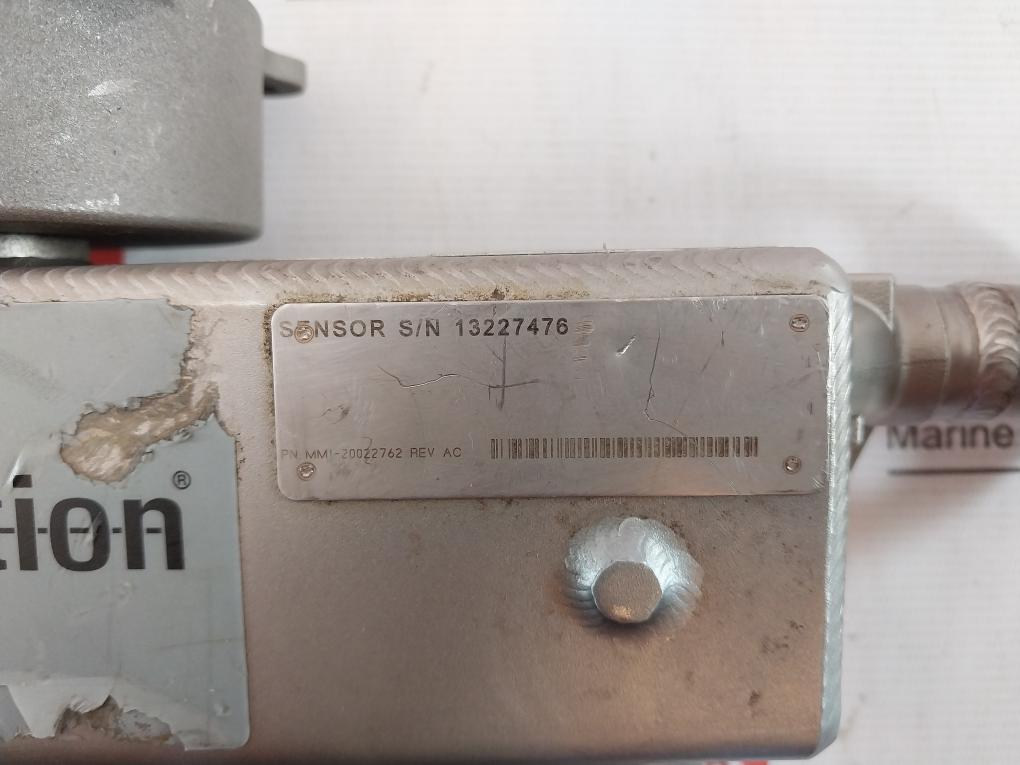 SENSOR S/N 13227476
PN MMI-20022762 REV AC
tion®
Marine